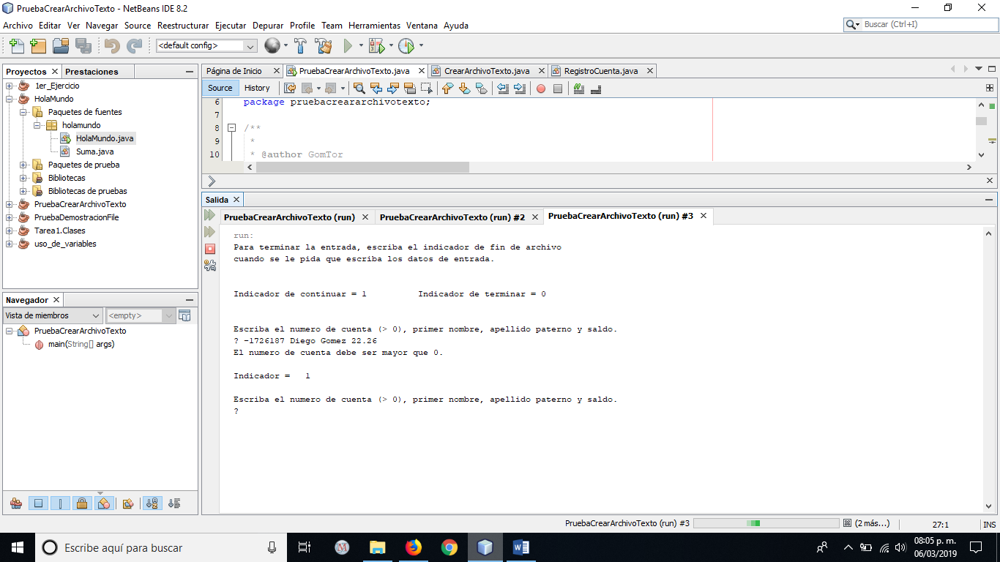 PruebaCrearArchivoTexto - NetBeans IDE 8.2
Archivo Editar Ver Navegar Source Reestructurar Ejecutar Depurar Profile Team Herramientas Ventana Ayuda
Buscar (Ctrl+I)
<default config>
Proyectos Prestaciones
1er_Ejercicio
HolaMundo
Paquetes de fuentes
holamundo
HolaMundo.java
Suma.java
Paquetes de prueba
Bibliotecas
Bibliotecas de pruebas
PruebaCrearArchivoTexto
PruebaDemostracionFile
Tarea1.Clases
uso_de_variables
Navegador
Vista de miembros <empty>
PruebaCrearArchivoTexto
main(String[] args)
Página de Inicio PruebaCrearArchivoTexto.java CrearArchivoTexto.java RegistroCuenta.java
Source History
6 package pruebacreararchivotexto;
7
8 /**
9 *
10 * @author GomTor
Salida
PruebaCrearArchivoTexto (run) PruebaCrearArchivoTexto (run) #2 PruebaCrearArchivoTexto (run) #3
run:
Para terminar la entrada, escriba el indicador de fin de archivo
cuando se le pida que escriba los datos de entrada.
Indicador de continuar = 1 Indicador de terminar = 0
Escriba el numero de cuenta (> 0), primer nombre, apellido paterno y saldo.
? -1726187 Diego Gomez 22.26
El numero de cuenta debe ser mayor que 0.
Indicador = 1
Escriba el numero de cuenta (> 0), primer nombre, apellido paterno y saldo.
?
PruebaCrearArchivoTexto (run) #3 (2 más...) 27:1 INS
Escribe aquí para buscar
08:05 p. m.
06/03/2019